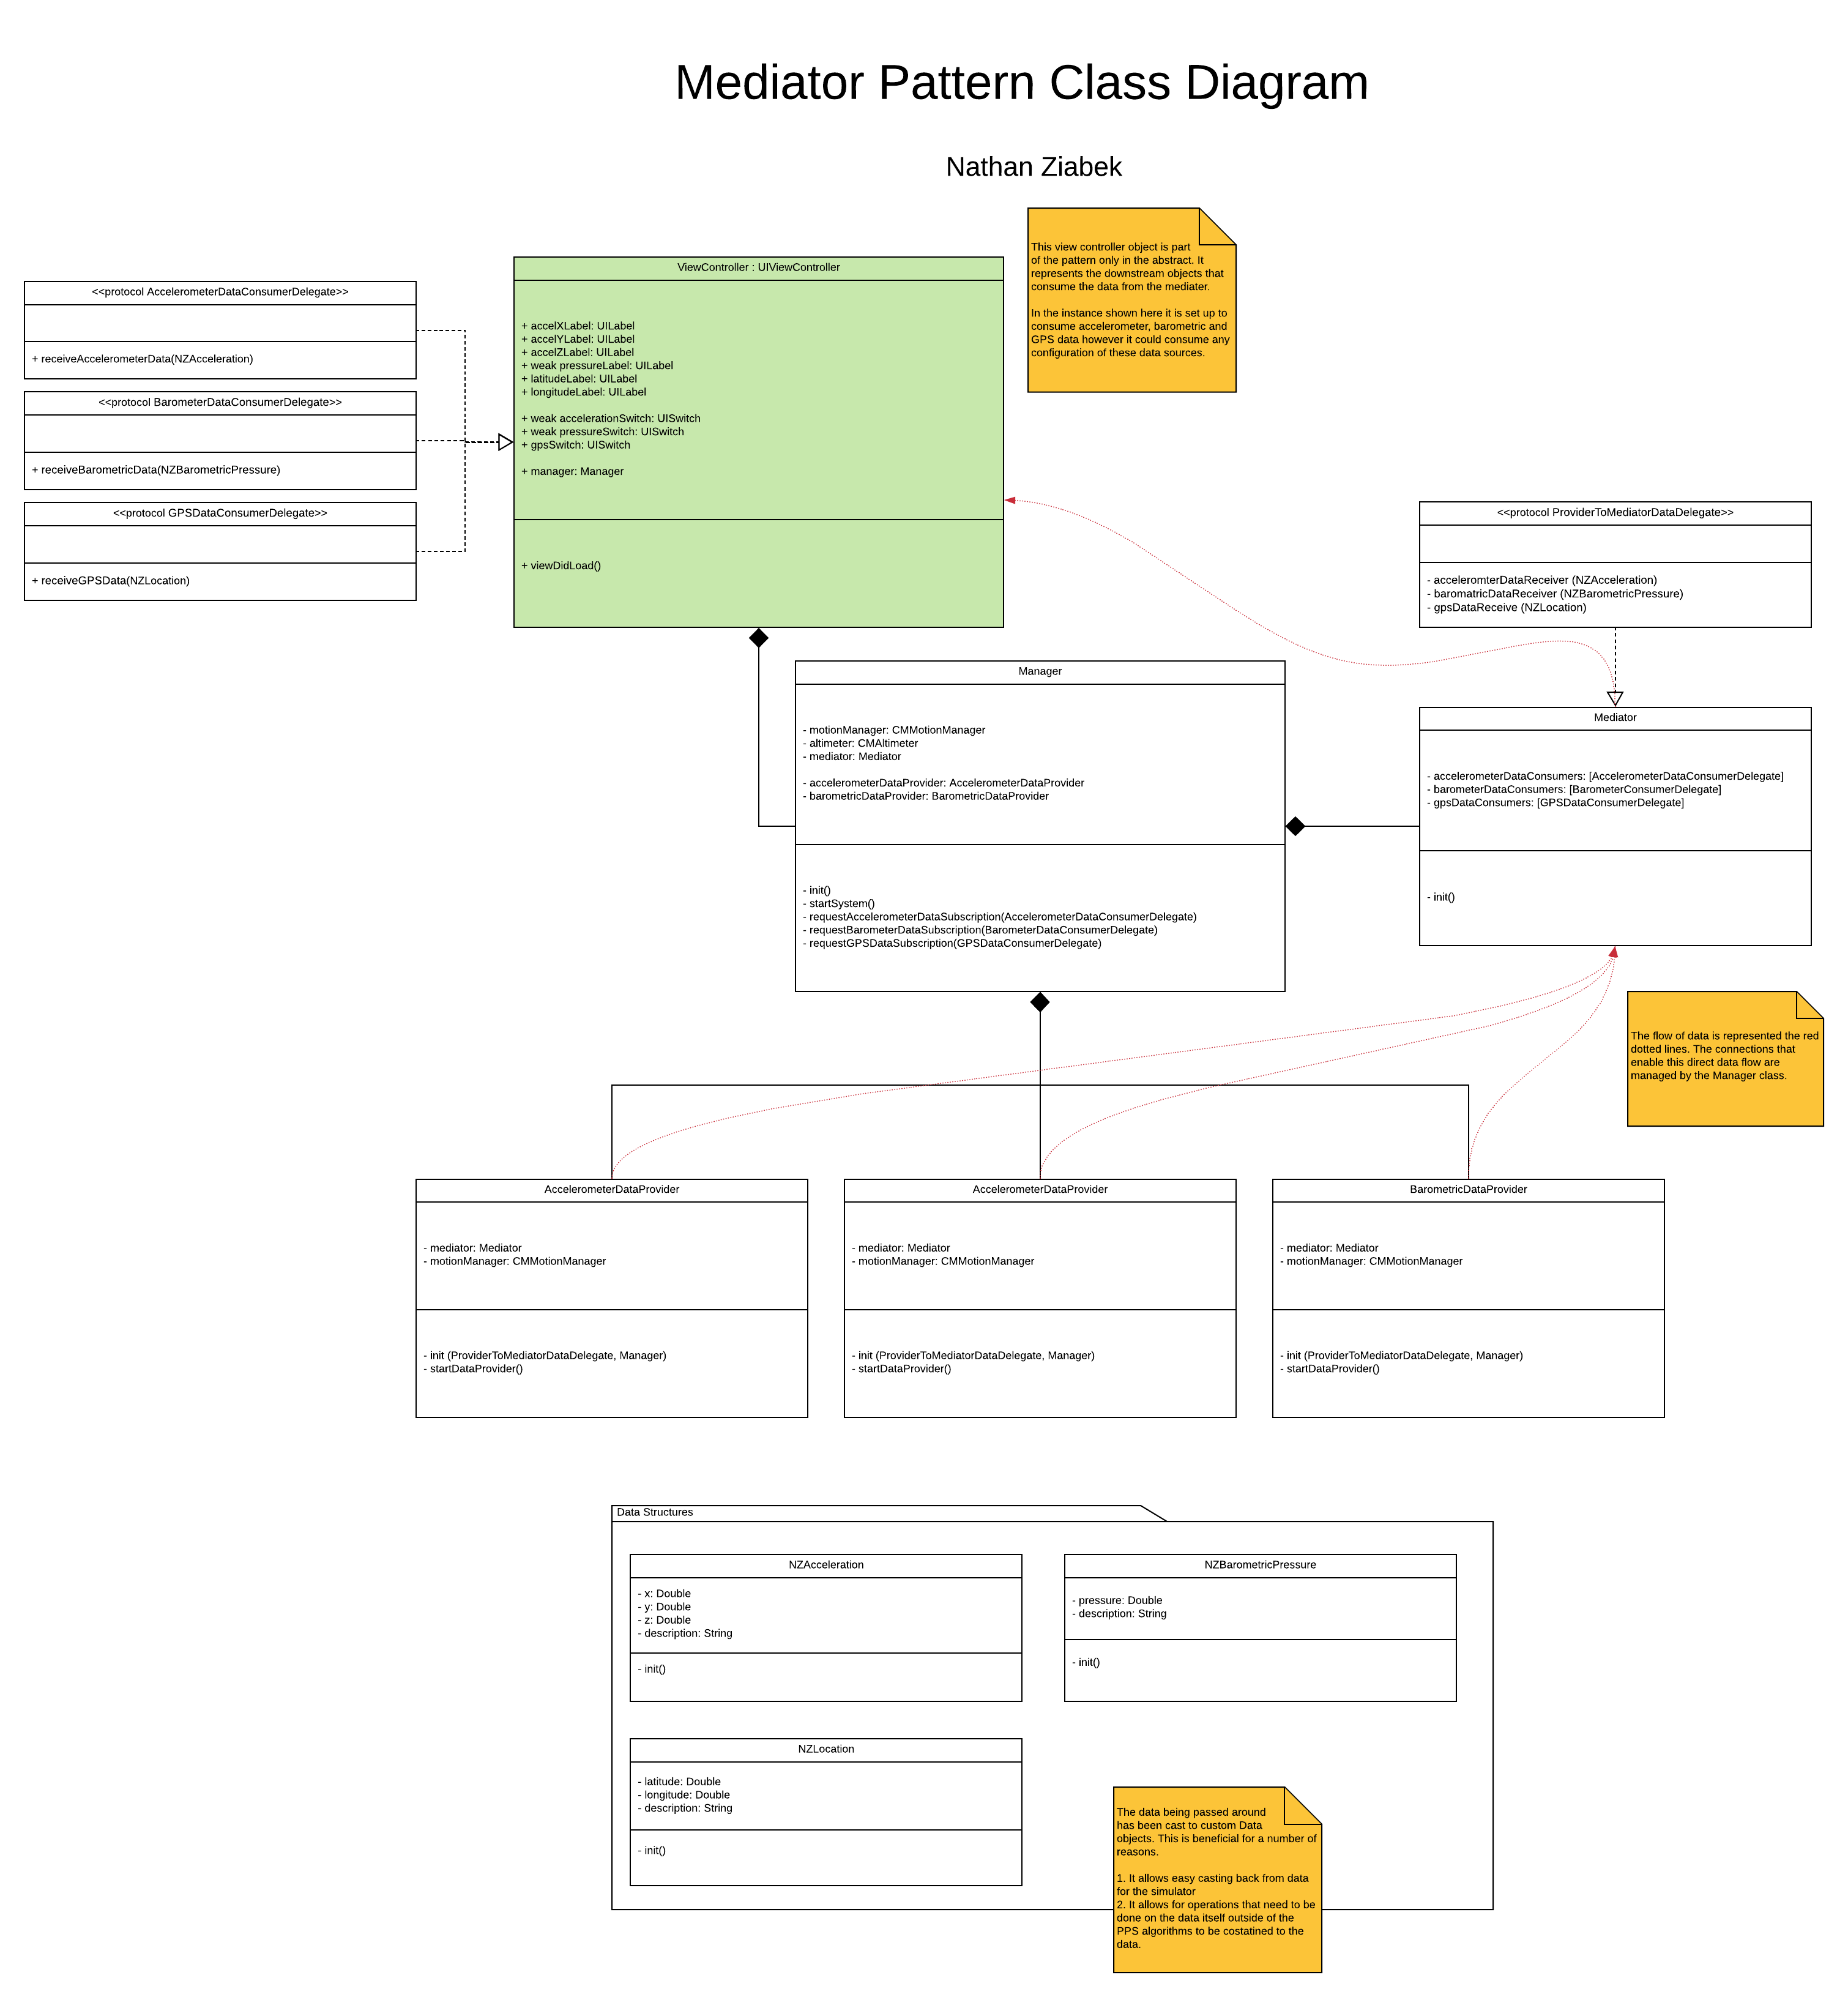 Mediator Pattern Class Diagram
Nathan Ziabek
This view controller object is part
of the pattern only in the abstract. It
represents the downstream objects that
consume the data from the mediater.
In the instance shown here it is set up to
consume accelerometer, barometric and
GPS data however it could consume any
configuration of these data sources.
<<protocol AccelerometerDataConsumerDelegate>>
+ receiveAccelerometerData(NZAcceleration)
<<protocol BarometerDataConsumerDelegate>>
+ receiveBarometricData(NZBarometricPressure)
<<protocol GPSDataConsumerDelegate>>
+ receiveGPSData(NZLocation)
ViewController : UIViewController
+ accelXLabel: UILabel
+ accelYLabel: UILabel
+ accelZLabel: UILabel
+ weak pressureLabel: UILabel
+ latitudeLabel: UILabel
+ longitudeLabel: UILabel
+ weak accelerationSwitch: UISwitch
+ weak pressureSwitch: UISwitch
+ gpsSwitch: UISwitch
+ manager: Manager
+ viewDidLoad()
<<protocol ProviderToMediatorDataDelegate>>
- acceleromterDataReceiver (NZAcceleration)
- baromatricDataReceiver (NZBarometricPressure)
- gpsDataReceive (NZLocation)
Manager
- motionManager: CMMotionManager
- altimeter: CMAltimeter
- mediator: Mediator
- accelerometerDataProvider: AccelerometerDataProvider
- barometricDataProvider: BarometricDataProvider
- init()
- startSystem()
- requestAccelerometerDataSubscription(AccelerometerDataConsumerDelegate)
- requestBarometerDataSubscription(BarometerDataConsumerDelegate)
- requestGPSDataSubscription(GPSDataConsumerDelegate)
Mediator
- accelerometerDataConsumers: [AccelerometerDataConsumerDelegate]
- barometerDataConsumers: [BarometerConsumerDelegate]
- gpsDataConsumers: [GPSDataConsumerDelegate]
- init()
The flow of data is represented the red
dotted lines. The connections that
enable this direct data flow are
managed by the Manager class.
AccelerometerDataProvider
- mediator: Mediator
- motionManager: CMMotionManager
- init (ProviderToMediatorDataDelegate, Manager)
- startDataProvider()
AccelerometerDataProvider
- mediator: Mediator
- motionManager: CMMotionManager
- init (ProviderToMediatorDataDelegate, Manager)
- startDataProvider()
BarometricDataProvider
- mediator: Mediator
- motionManager: CMMotionManager
- init (ProviderToMediatorDataDelegate, Manager)
- startDataProvider()
Data Structures
NZAcceleration
- x: Double
- y: Double
- z: Double
- description: String
- init()
NZBarometricPressure
- pressure: Double
- description: String
- init()
NZLocation
- latitude: Double
- longitude: Double
- description: String
- init()
The data being passed around
has been cast to custom Data
objects. This is beneficial for a number of
reasons.
1. It allows easy casting back from data
for the simulator
2. It allows for operations that need to be
done on the data itself outside of the
PPS algorithms to be costatined to the
data.